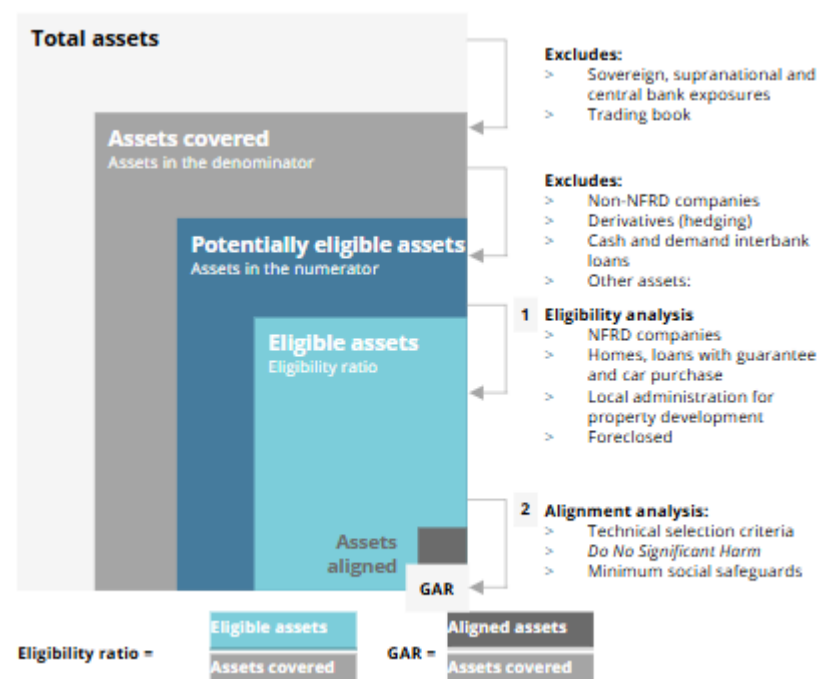 Total assets
Excludes:
> Sovereign, supranational and
central bank exposures
> Trading book
Assets covered
Assets in the denominator
Excludes:
> Non-NFRD companies
> Derivatives (hedging)
> Cash and demand interbank
loans
> Other assets:
Potentially eligible assets
Assets in the numerator
1 Eligibility analysis
> NFRD companies
> Homes, loans with guarantee
and car purchase
> Local administration for
property development
> Foreclosed
Eligible assets
Eligibility ratio
2 Alignment analysis:
> Technical selection criteria
> Do No Significant Harm
> Minimum social safeguards
Assets
aligned
GAR
Eligibility ratio =
Eligible assets
Assets covered
GAR =
Aligned assets
Assets covered